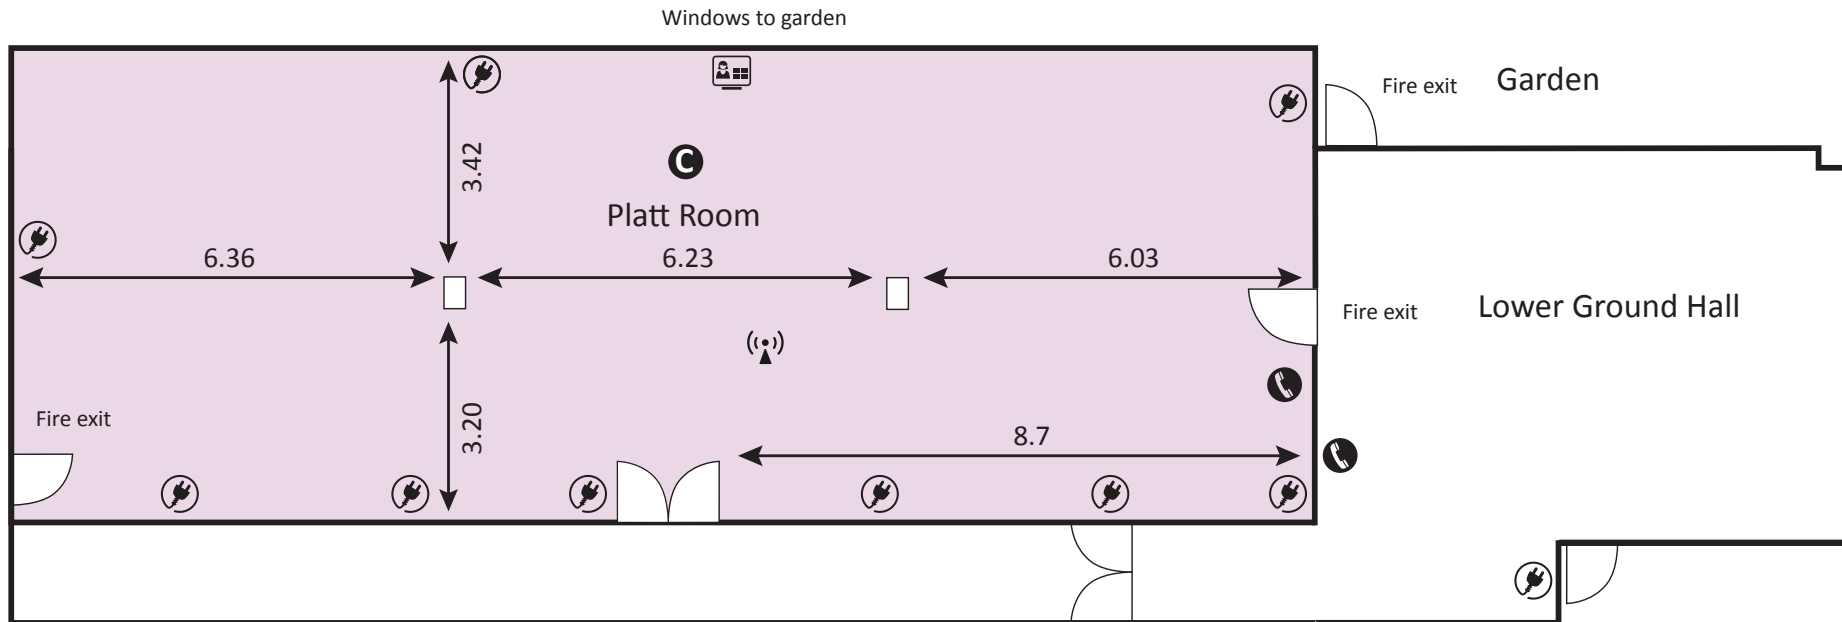 Windows to garden
Fire exit
Garden
3.42
C
Platt Room
6.36
6.23
6.03
Fire exit
Lower Ground Hall
Fire exit
3.20
8.7